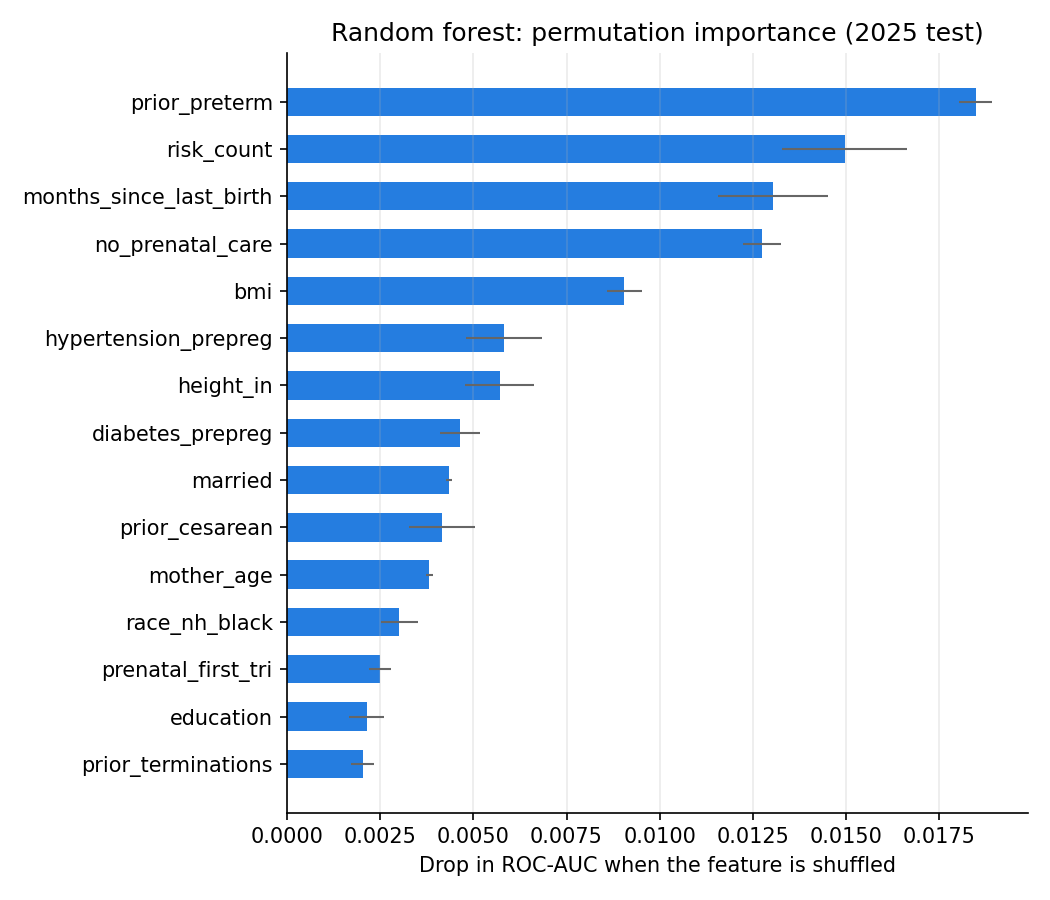 Random forest: permutation importance (2025 test)
prior_preterm
risk_count
months_since_last_birth
no_prenatal_care
bmi
hypertension_prepreg
height_in
diabetes_prepreg
married
prior_cesarean
mother_age
race_nh_black
prenatal_first_tri
education
prior_terminations
0.0000 0.0025 0.0050 0.0075 0.0100 0.0125 0.0150 0.0175
Drop in ROC-AUC when the feature is shuffled